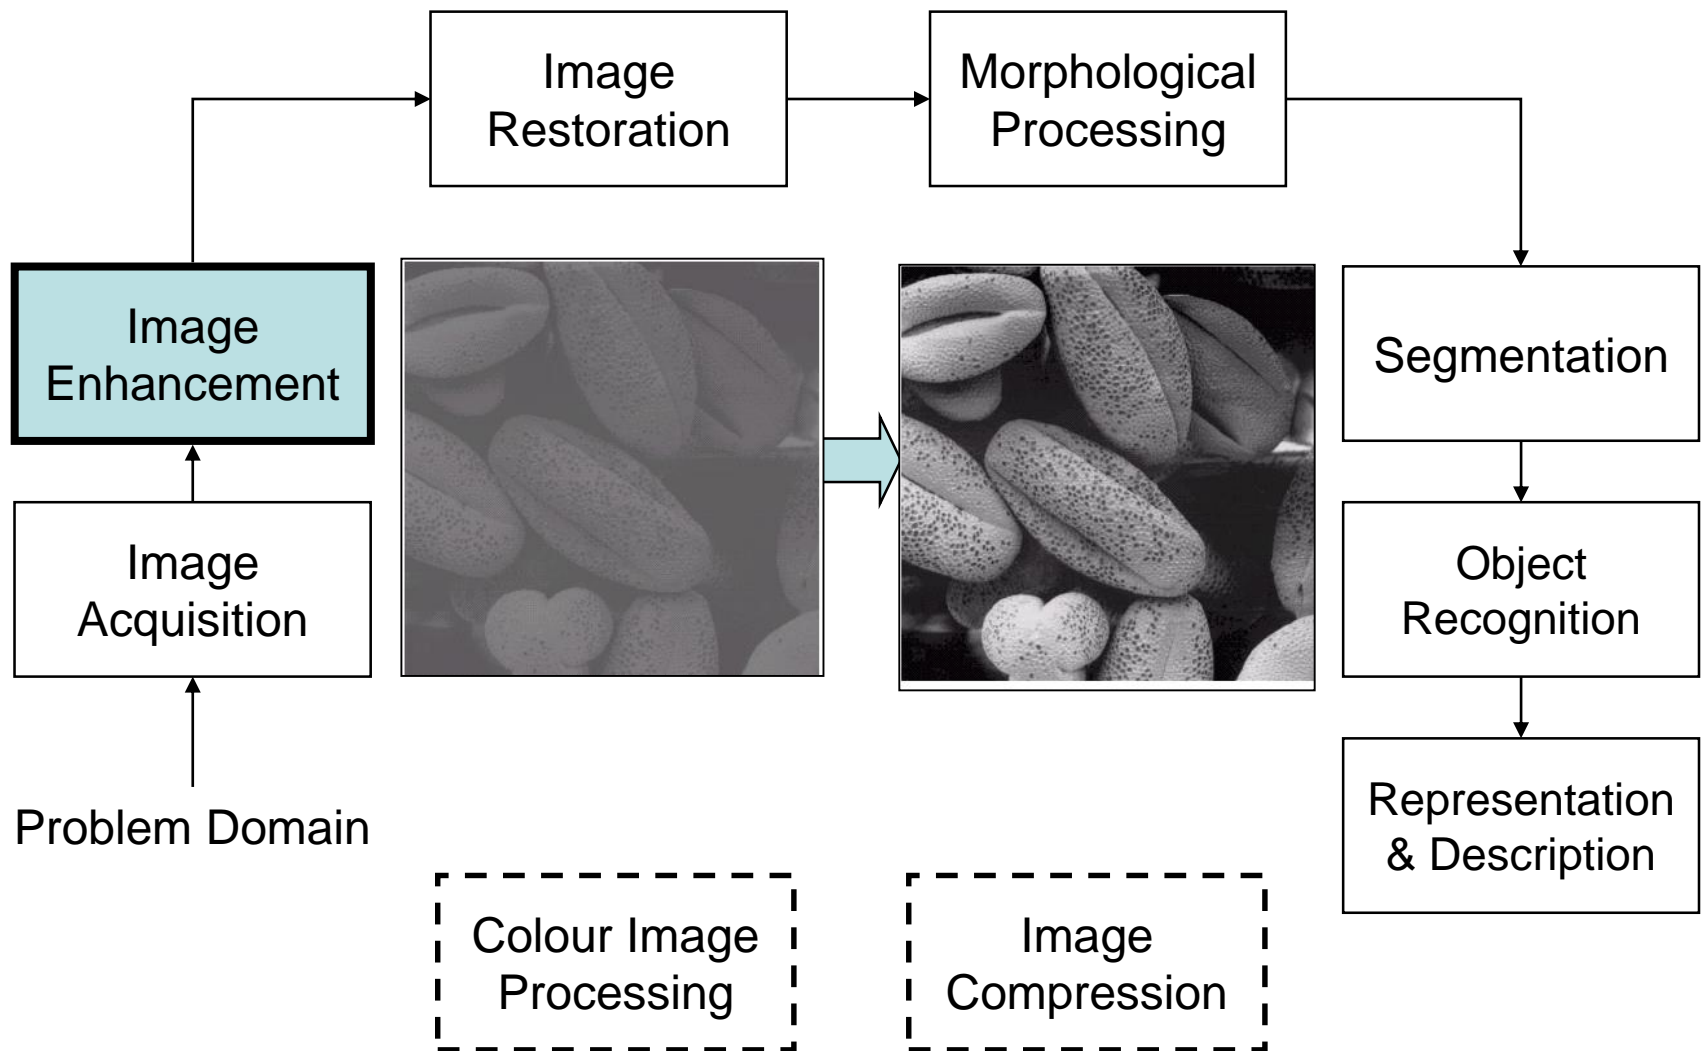 Image
Restoration
Morphological
Processing
Image
Enhancement
Segmentation
Image
Acquisition
Object
Recognition
Problem Domain
Representation
& Description
Colour Image
Processing
Image
Compression